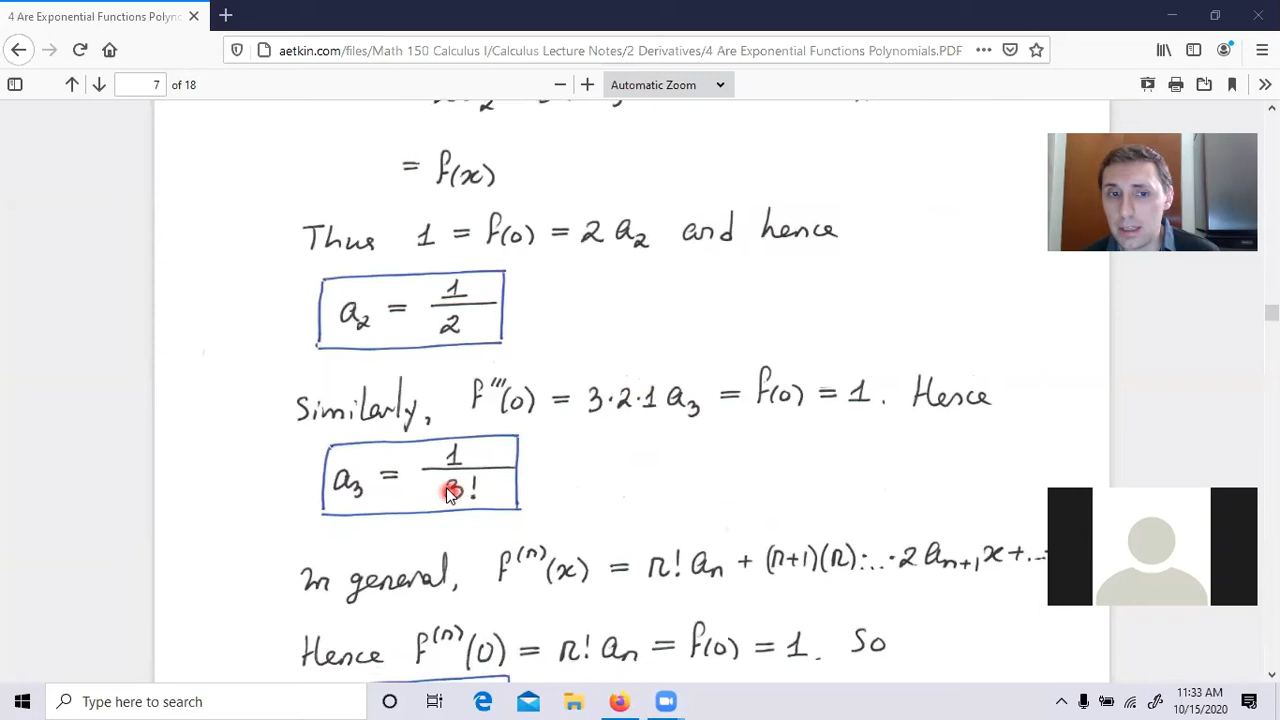 4 Are Exponential Functions Polync
aetkin.com/files/Math 150 Calculus I/Calculus Lecture Notes/2 Derivatives/4 Are Exponential Functions Polynomials.PDF
7 of 18
Automatic Zoom
= f(x)
Thus 1 = f(0) = 2 a₂ and hence
a₂ = 1/2
Similarly, f'''(0) = 3·2·1 a₃ = f(0) = 1. Hence
a₃ = 1/3!
In general, f⁽ⁿ⁾(x) = n! aₙ + (n+1)(n)·...·2 aₙ₊₁ x + ...
Hence f⁽ⁿ⁾(0) = n! aₙ = f(0) = 1. So
Type here to search
11:33 AM
10/15/2020